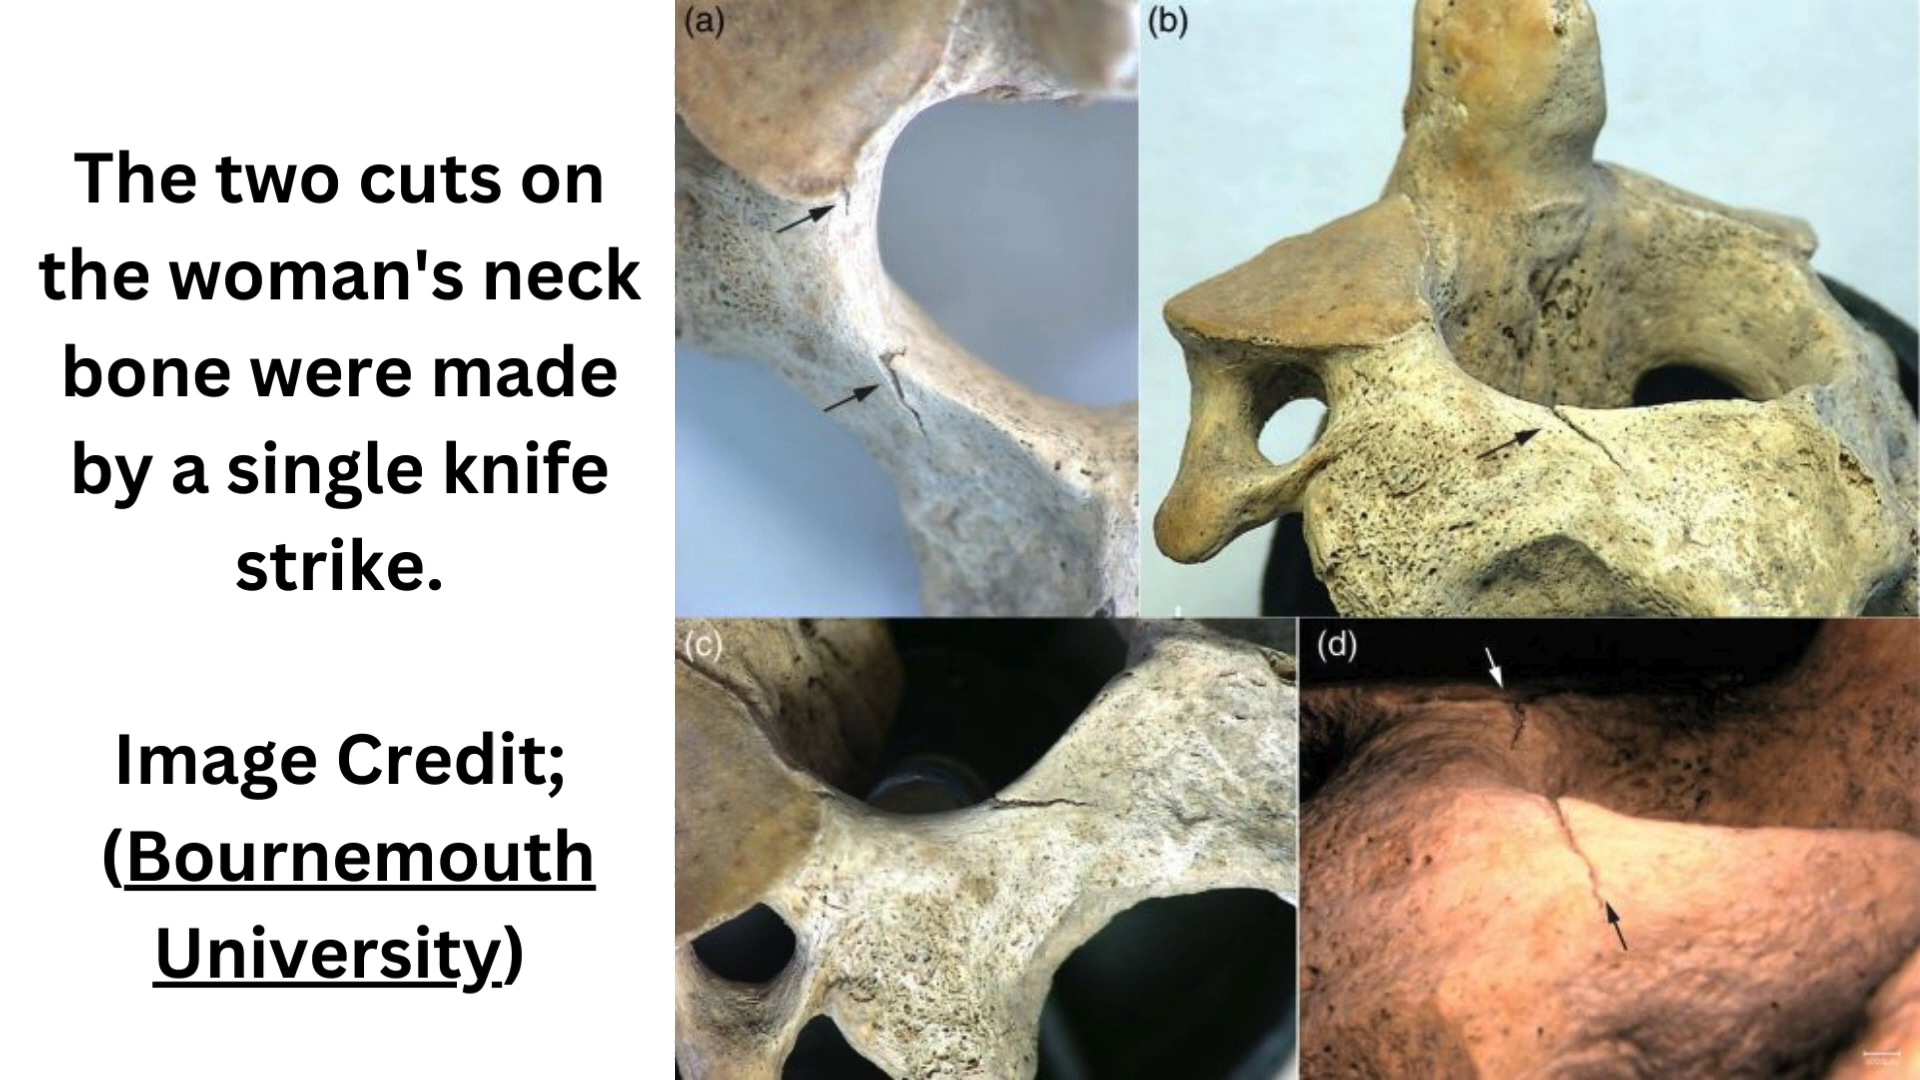 The two cuts on
the woman's neck
bone were made
by a single knife
strike.
Image Credit;
(Bournemouth
University)
(a)
(b)
(c)
(d)